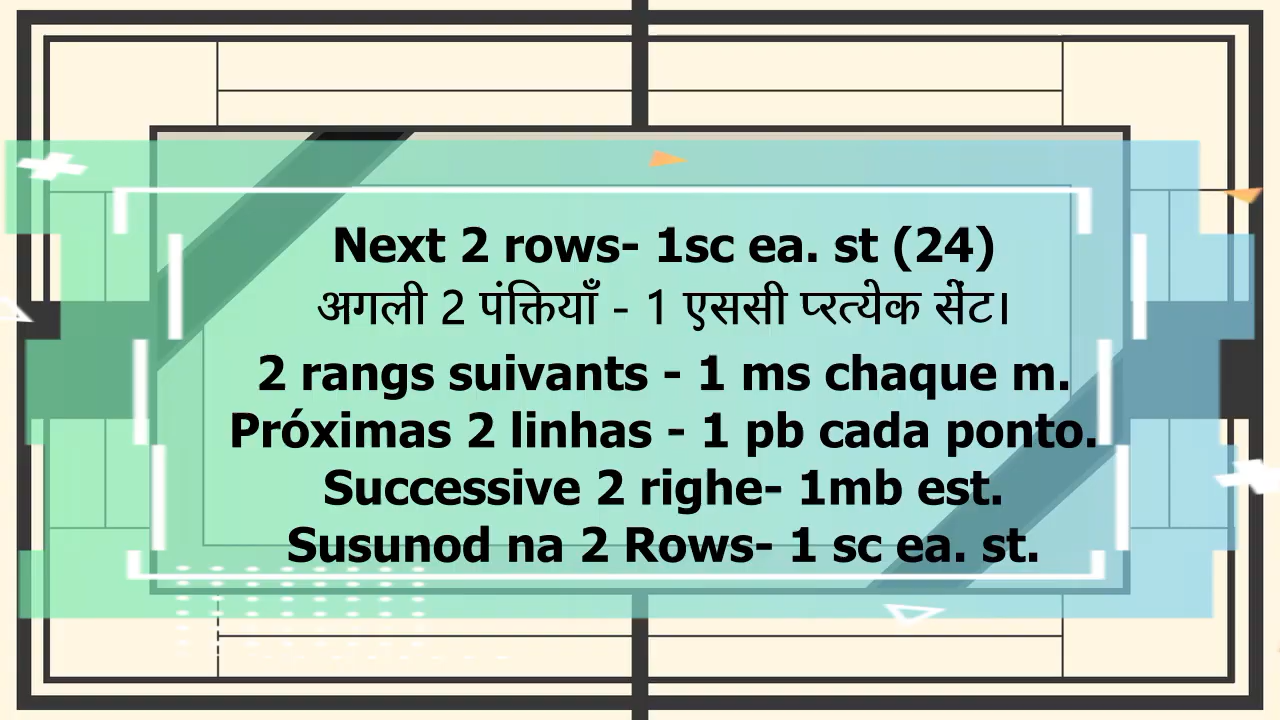 Next 2 rows- 1sc ea. st (24)
अगली 2 पंक्तियाँ - 1 एससी प्रत्येक सेंट।
2 rangs suivants - 1 ms chaque m.
Próximas 2 linhas - 1 pb cada ponto.
Successive 2 righe- 1mb est.
Susunod na 2 Rows- 1 sc ea. st.